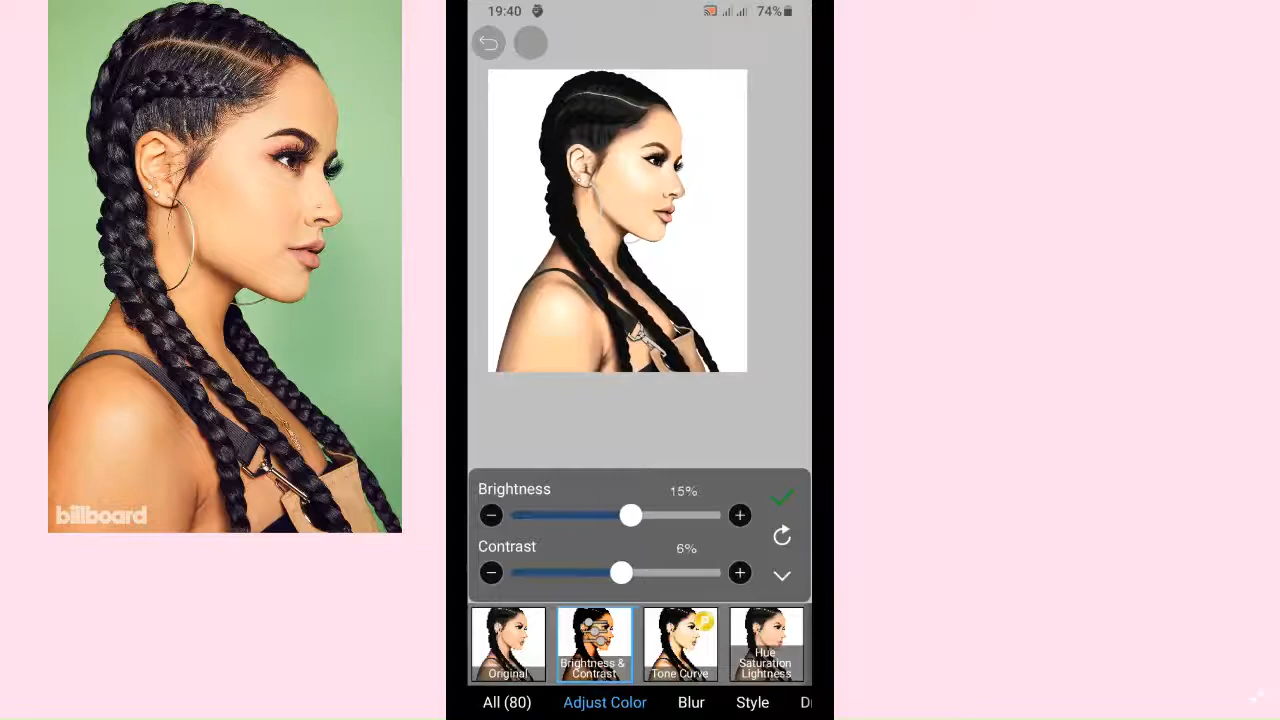 billboard
19:40
74%
Brightness
15%
Contrast
6%
Original
Brightness &
Contrast
P
Tone Curve
Hue
Saturation
Lightness
All (80)
Adjust Color
Blur
Style
D